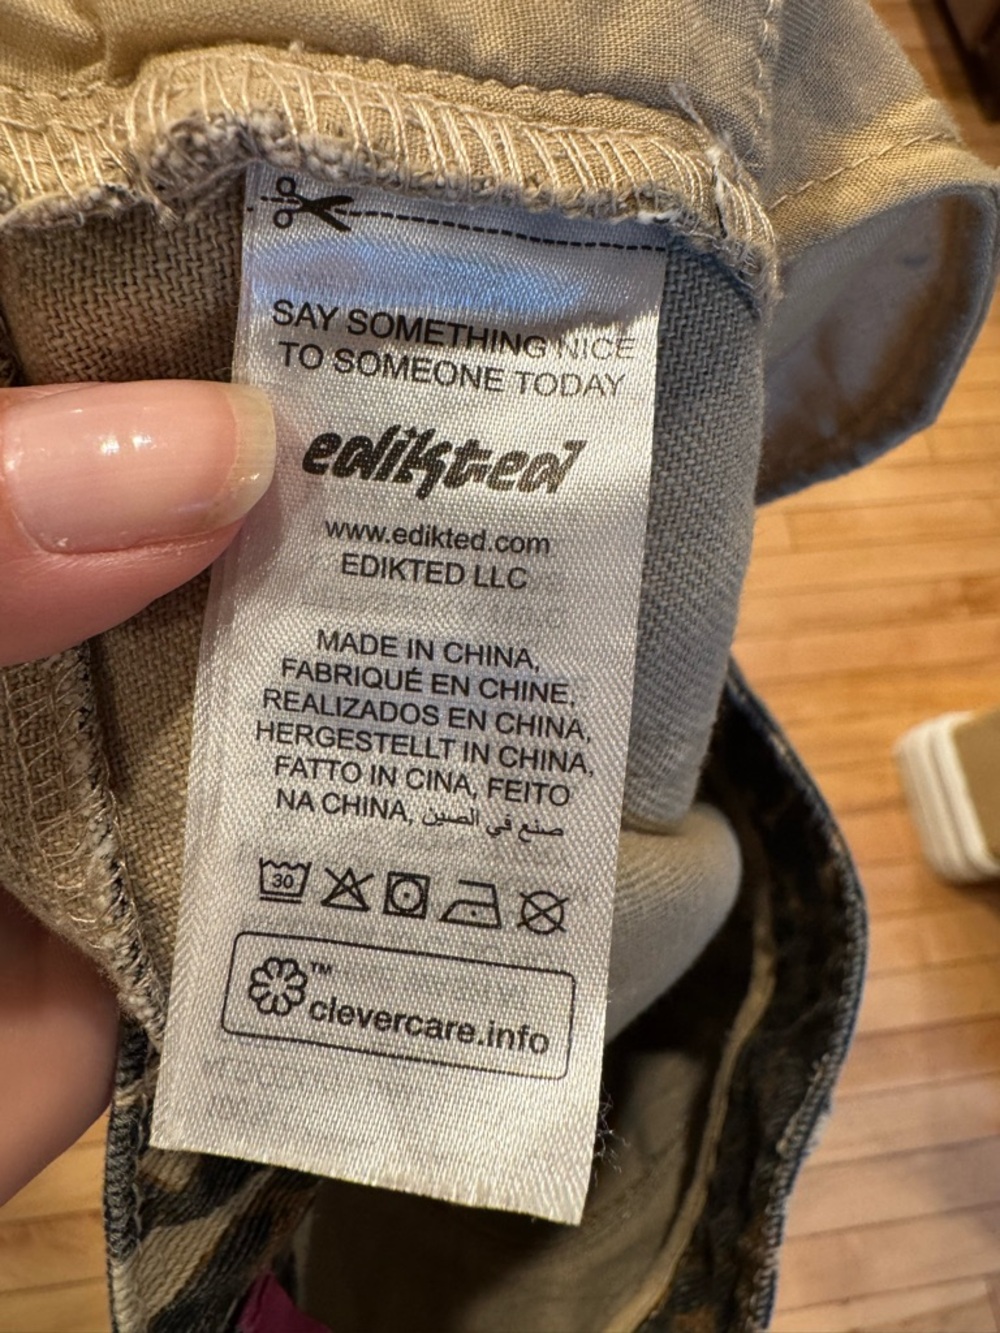 SAY SOMETHING NICE
TO SOMEONE TODAY
edikted
www.edikted.com
EDIKTED LLC
MADE IN CHINA,
FABRIQUÉ EN CHINE,
REALIZADOS EN CHINA,
HERGESTELLT IN CHINA,
FATTO IN CINA, FEITO
NA CHINA, صنع في الصين
30
™
clevercare.info